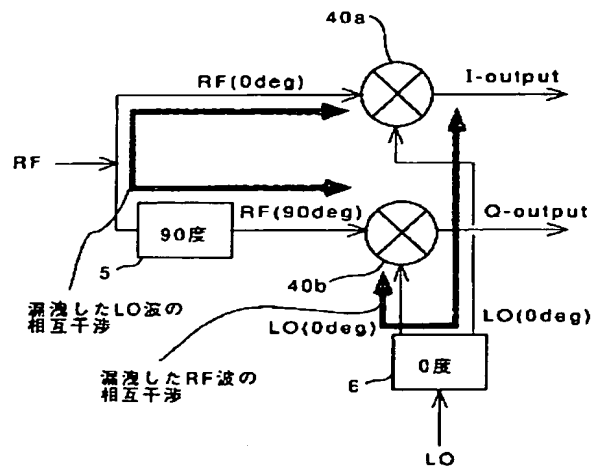 40a
RF(0deg)
I-output
RF
RF(90deg)
Q-output
90度
5
40b
漏洩したLO波の
相互干渉
LO(0deg)
LO(0deg)
漏洩したRF波の
相互干渉
6
0度
LO